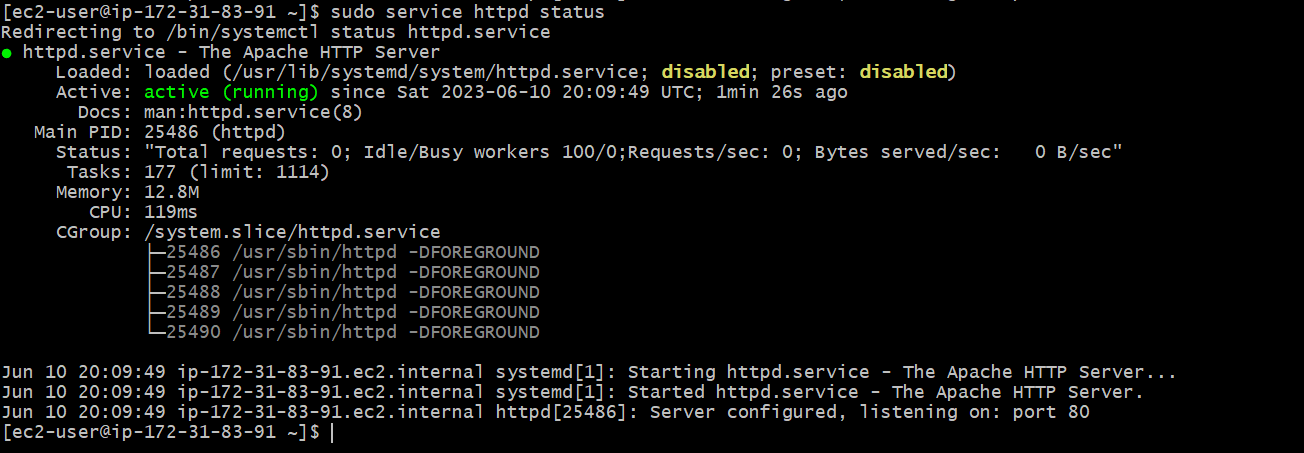 [ec2-user@ip-172-31-83-91 ~]$ sudo service httpd status
Redirecting to /bin/systemctl status httpd.service
● httpd.service - The Apache HTTP Server
     Loaded: loaded (/usr/lib/systemd/system/httpd.service; disabled; preset: disabled)
     Active: active (running) since Sat 2023-06-10 20:09:49 UTC; 1min 26s ago
       Docs: man:httpd.service(8)
   Main PID: 25486 (httpd)
     Status: "Total requests: 0; Idle/Busy workers 100/0;Requests/sec: 0; Bytes served/sec:   0 B/sec"
      Tasks: 177 (limit: 1114)
     Memory: 12.8M
        CPU: 119ms
     CGroup: /system.slice/httpd.service
             ├─25486 /usr/sbin/httpd -DFOREGROUND
             ├─25487 /usr/sbin/httpd -DFOREGROUND
             ├─25488 /usr/sbin/httpd -DFOREGROUND
             ├─25489 /usr/sbin/httpd -DFOREGROUND
             └─25490 /usr/sbin/httpd -DFOREGROUND
Jun 10 20:09:49 ip-172-31-83-91.ec2.internal systemd[1]: Starting httpd.service - The Apache HTTP Server...
Jun 10 20:09:49 ip-172-31-83-91.ec2.internal systemd[1]: Started httpd.service - The Apache HTTP Server.
Jun 10 20:09:49 ip-172-31-83-91.ec2.internal httpd[25486]: Server configured, listening on: port 80
[ec2-user@ip-172-31-83-91 ~]$